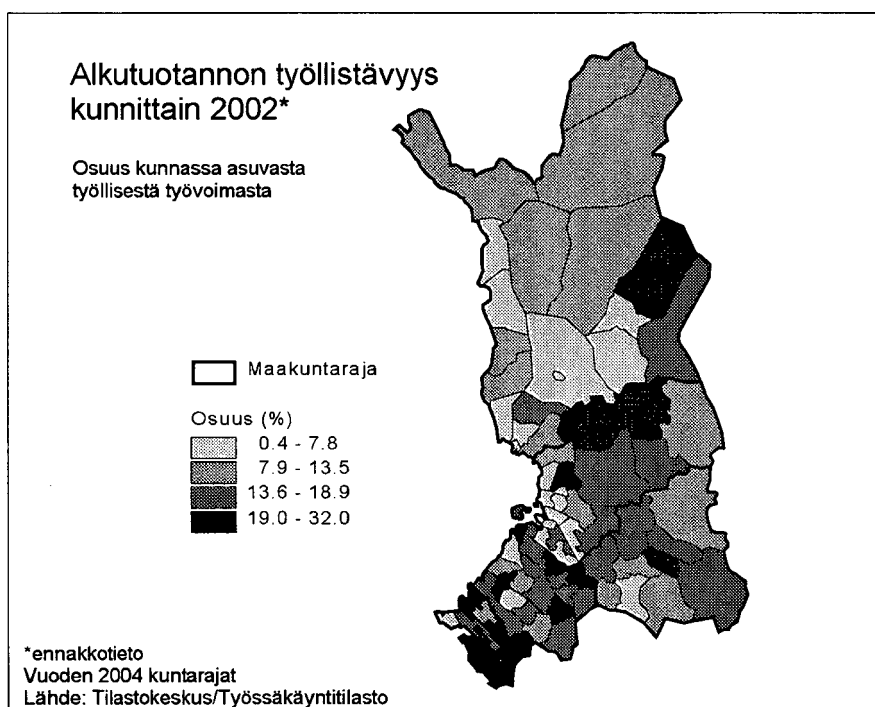 Alkutuotannon työllistävyys
kunnittain 2002*
Osuus kunnassa asuvasta
työllisestä työvoimasta
Maakuntaraja
Osuus (%)
0.4 - 7.8
7.9 - 13.5
13.6 - 18.9
19.0 - 32.0
*ennakkotieto
Vuoden 2004 kuntarajat
Lähde: Tilastokeskus/Työssäkäyntitilasto